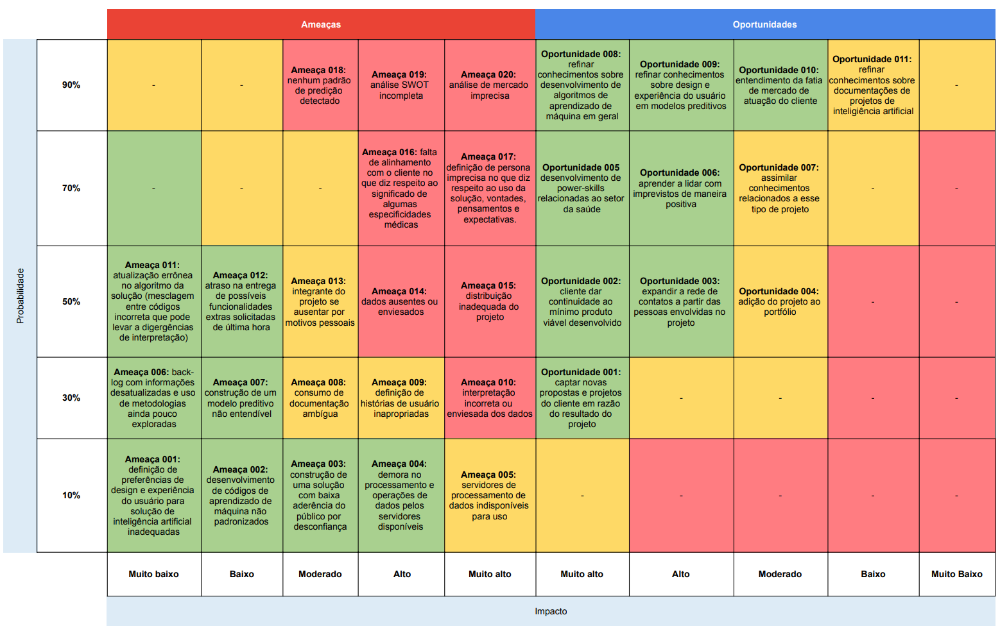 Ameaças
Oportunidades
Probabilidade
90%
-
-
Ameaça 018:
nenhum padrão
de predição
detectado
Ameaça 019:
análise SWOT
incompleta
Ameaça 020:
análise de mercado
imprecisa
Oportunidade 008:
refinar
conhecimentos sobre
desenvolvimento de
algoritmos de
aprendizado de
máquina em geral
Oportunidade 009:
refinar conhecimentos
sobre design e
experiência do usuário
em modelos preditivos
Oportunidade 010:
entendimento da fatia
de mercado de
atuação do cliente
Oportunidade 011:
refinar
conhecimentos sobre
documentações de
projetos de
inteligiência artificial
-
70%
-
-
-
Ameaça 016: falta
de alinhamento
com o cliente no
que diz respeito ao
significado de
algumas
especificidades
médicas
Ameaça 017:
definição de persona
imprecisa no que diz
respeito ao uso da
solução, vontades,
pensamentos e
expectativas.
Oportunidade 005
desenvolvimento de
power-skills
relacionadas ao setor
da saúde
Oportunidade 006:
aprender a lidar com
imprevistos de maneira
positiva
Oportunidade 007:
assimilar
conhecimentos
relacionados a esse
tipo de projeto
-
-
50%
Ameaça 011:
atualização errônea
no algoritmo da
solução (mesclagem
entre códigos
incorreta que pode
levar a digergências
de interpretação)
Ameaça 012:
atraso na entrega
de possíveis
funcionalidades
extras solicitadas
de última hora
Ameaça 013:
integrante do
projeto se
ausentar por
motivos pessoais
Ameaça 014:
dados ausentes ou
enviesados
Ameaça 015:
distribuição
inadequada do
projeto
Oportunidade 002:
cliente dar
continuidade ao
mínimo produto
viável desenvolvido
Oportunidade 003:
expandir a rede de
contatos a partir das
pessoas envolvidas no
projeto
Oportunidade 004:
adição do projeto ao
portfólio
-
-
30%
Ameaça 006: back-
log com informações
desatualizadas e uso
de metodologias
ainda pouco
exploradas
Ameaça 007:
construção de um
modelo preditivo
não entendível
Ameaça 008:
consumo de
documentação
ambígua
Ameaça 009:
definição de
histórias de usuário
inapropriadas
Ameaça 010:
interpretação
incorreta ou
enviesada dos dados
Oportunidade 001:
captar novas
propostas e projetos
do cliente em razão
do resultado do
projeto
-
-
-
-
10%
Ameaça 001:
definição de
preferências de
design e experiência
do usuário para
solução de
inteligência artificial
inadequadas
Ameaça 002:
desenvolvimento
de códigos de
aprendizado de
máquina não
padronizados
Ameaça 003:
construção de
uma solução
com baixa
aderência do
público por
desconfiança
Ameaça 004:
demora no
processamento e
operações de
dados pelos
servidores
disponíveis
Ameaça 005:
servidores de
processamento de
dados indisponíveis
para uso
-
-
-
-
-
Muito baixo
Baixo
Moderado
Alto
Muito alto
Muito alto
Alto
Moderado
Baixo
Muito Baixo
Impacto